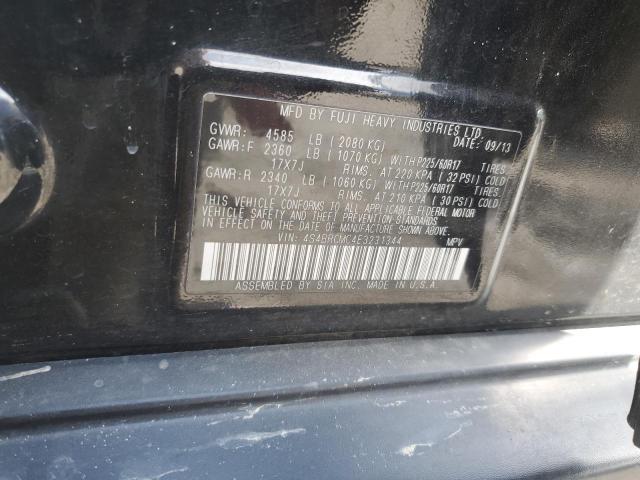 MFD BY FUJI HEAVY INDUSTRIES LTD.
GVWR: 4585 LB (2080 KG) DATE: 09/13
GAWR:F 2360 LB (1070 KG) WITH P225/60R17 TIRES
17X7J RIMS. AT 220 KPA (32 PSI) COLD
GAWR:R 2340 LB (1060 KG) WITH P225/60R17 TIRES
17X7J RIMS. AT 210 KPA (30 PSI) COLD
THIS VEHICLE CONFORMS TO ALL APPLICABLE FEDERAL MOTOR
VEHICLE SAFETY AND THEFT PREVENTION STANDARDS IN
EFFECT ON THE DATE OF MANUFACTURE SHOWN ABOVE.
VIN: 4S4BRCMC4E3231344 MPV
ASSEMBLED BY SIA INC. MADE IN U.S.A.